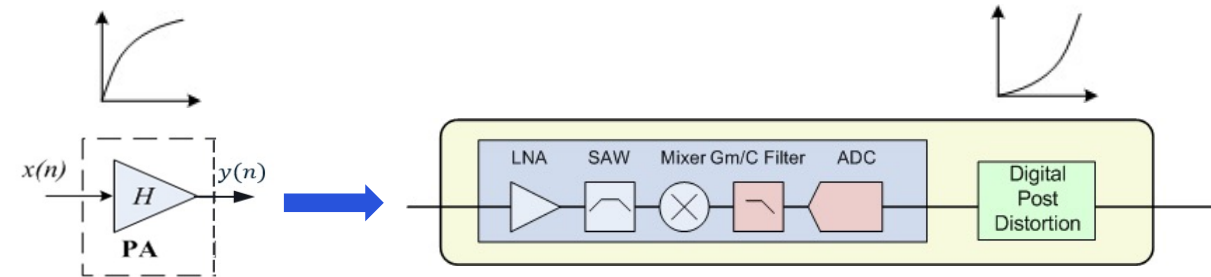 x(n)
H
y(n)
PA
LNA SAW Mixer Gm/C Filter ADC
Digital
Post
Distortion